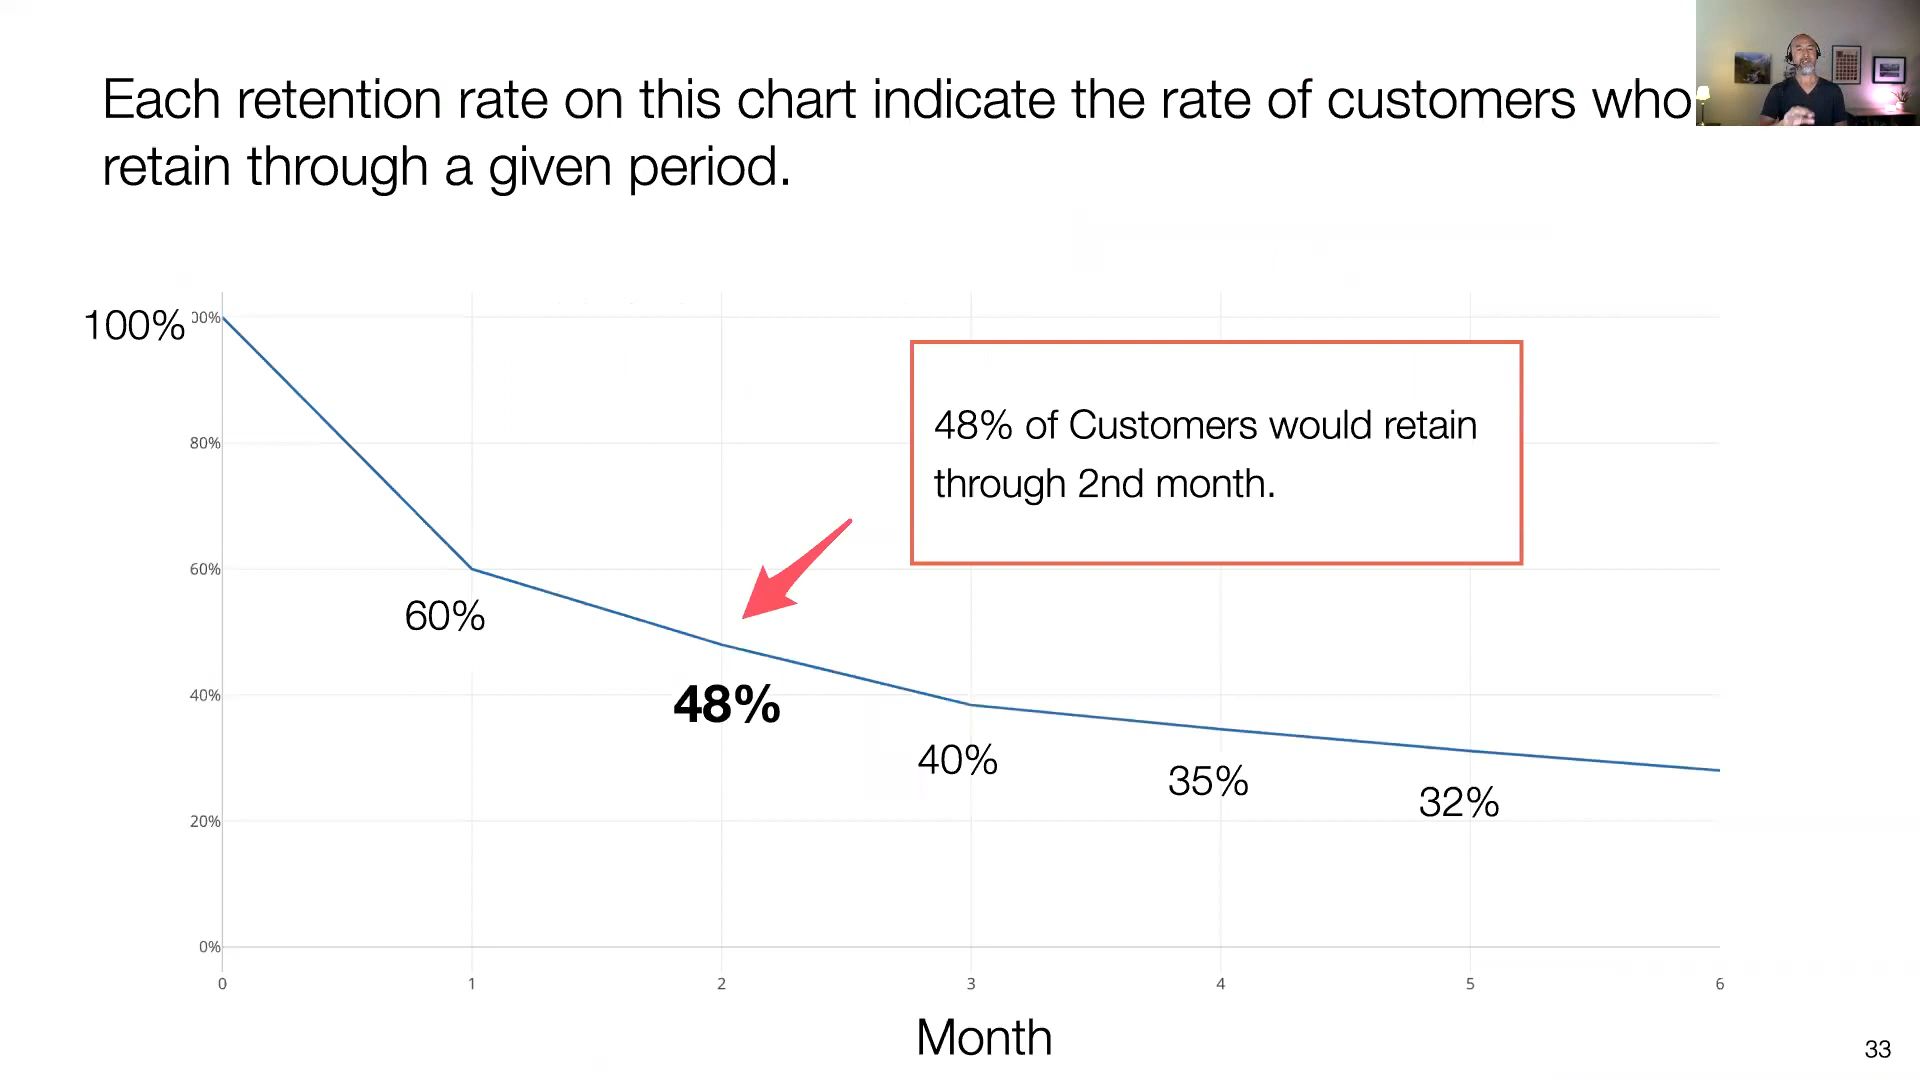 Each retention rate on this chart indicate the rate of customers who
retain through a given period.
100%
00%
48% of Customers would retain
through 2nd month.
80%
60%
60%
40%
48%
40%
35%
32%
20%
0%
0 1 2 3 4 5 6
Month
33